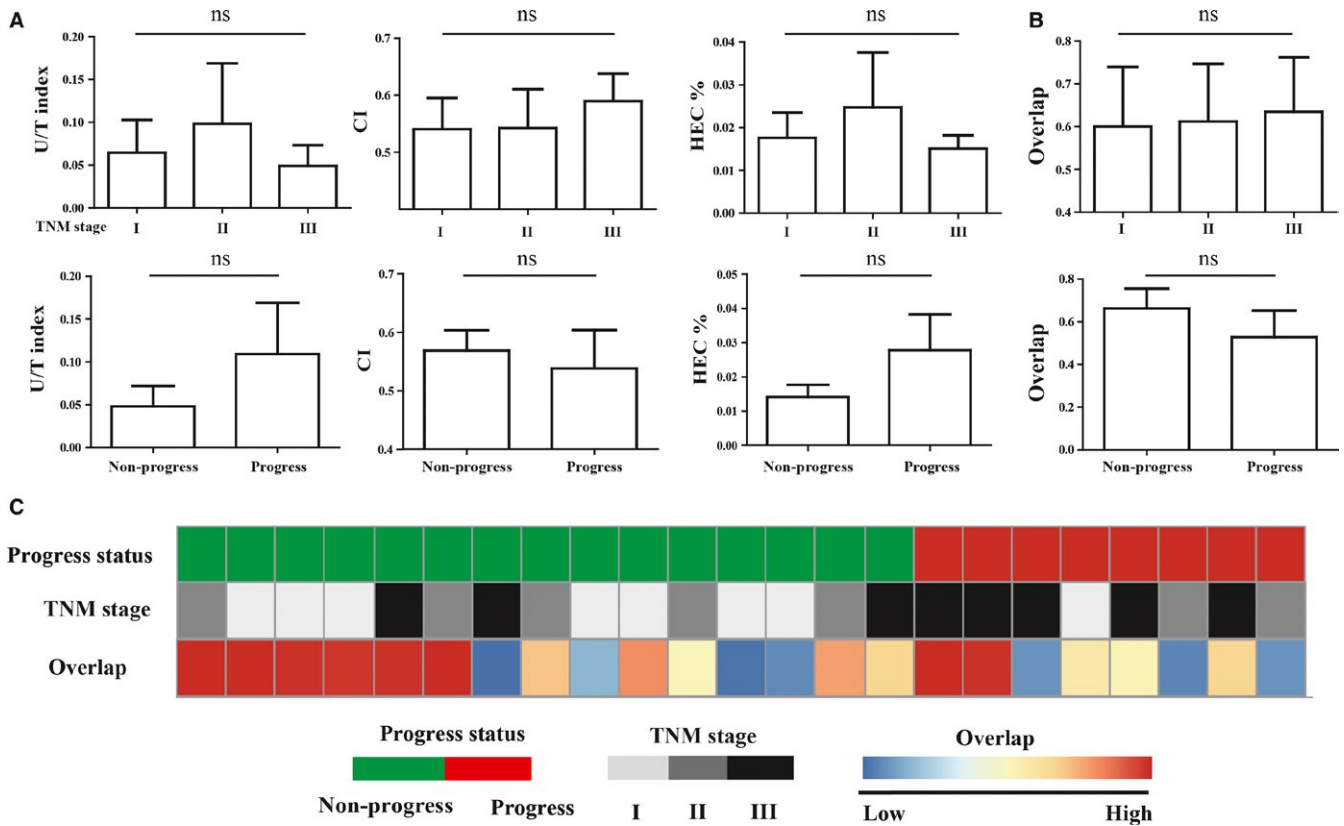 A
ns
U/T index
0.20
0.15
0.10
0.05
0.00
TNM stage
I II III
ns
CI
0.7
0.6
0.5
I II III
ns
HEC %
0.04
0.03
0.02
0.01
0.00
I II III
B
ns
Overlap
0.8
0.7
0.6
0.5
0.4
I II III
ns
U/T index
0.20
0.15
0.10
0.05
0.00
Non-progress Progress
ns
CI
0.7
0.6
0.5
0.4
Non-progress Progress
ns
HEC %
0.05
0.04
0.03
0.02
0.01
0.00
Non-progress Progress
ns
Overlap
0.8
0.6
0.4
0.2
0.0
Non-progress Progress
C
Progress status
TNM stage
Overlap
Progress status
Non-progress Progress
TNM stage
I II III
Overlap
Low High